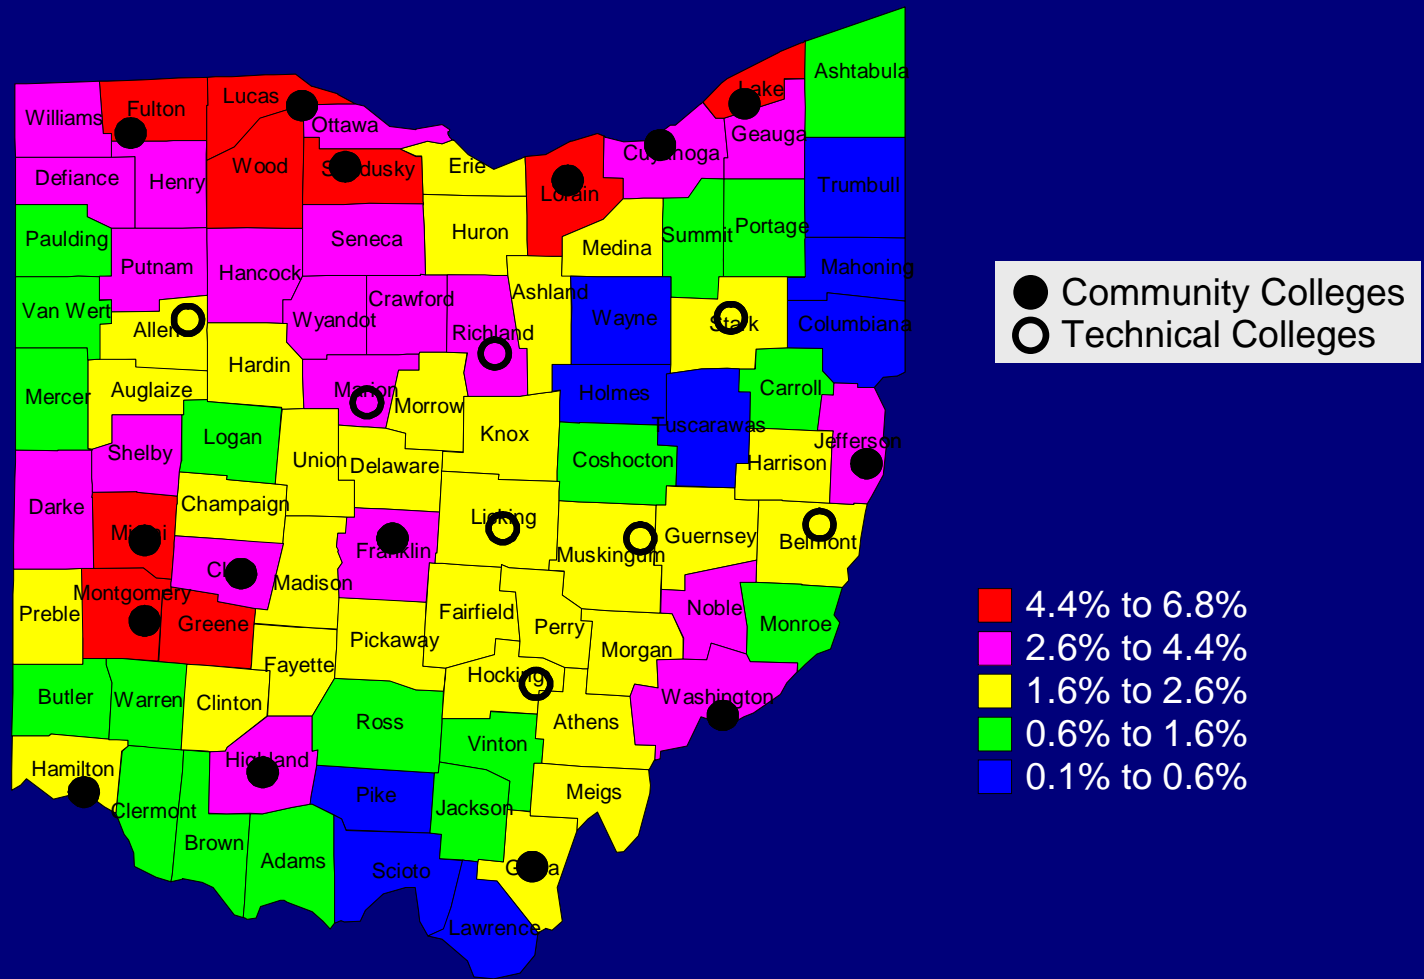 Ashtabula
Lake
Lucas
Fulton
Williams
Ottawa
Geauga
Cuyahoga
Wood
Sandusky
Erie
Defiance
Henry
Lorain
Trumbull
Paulding
Seneca
Huron
Medina
Summit
Portage
Putnam
Hancock
Mahoning
Community Colleges
Van Wert
Crawford
Ashland
Allen
Wyandot
Richland
Wayne
Stark
Columbiana
Technical Colleges
Hardin
Mercer
Auglaize
Marion
Morrow
Holmes
Carroll
Logan
Knox
Tuscarawas
Jefferson
Shelby
Union
Delaware
Coshocton
Harrison
Darke
Champaign
Licking
Miami
Franklin
Muskingum
Guernsey
Belmont
Clark
Madison
Montgomery
Preble
Greene
Fairfield
Perry
Noble
Monroe
4.4% to 6.8%
Pickaway
Morgan
2.6% to 4.4%
Fayette
Hocking
Butler
Warren
Clinton
Washington
1.6% to 2.6%
Ross
Vinton
Athens
0.6% to 1.6%
Hamilton
Highland
0.1% to 0.6%
Clermont
Pike
Jackson
Meigs
Brown
Adams
Scioto
Gallia
Lawrence